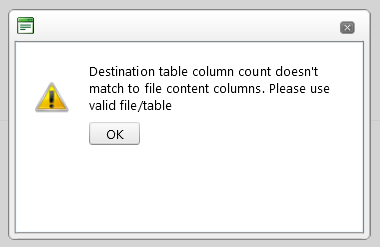 Destination table column count doesn't
match to file content columns. Please use
valid file/table
OK